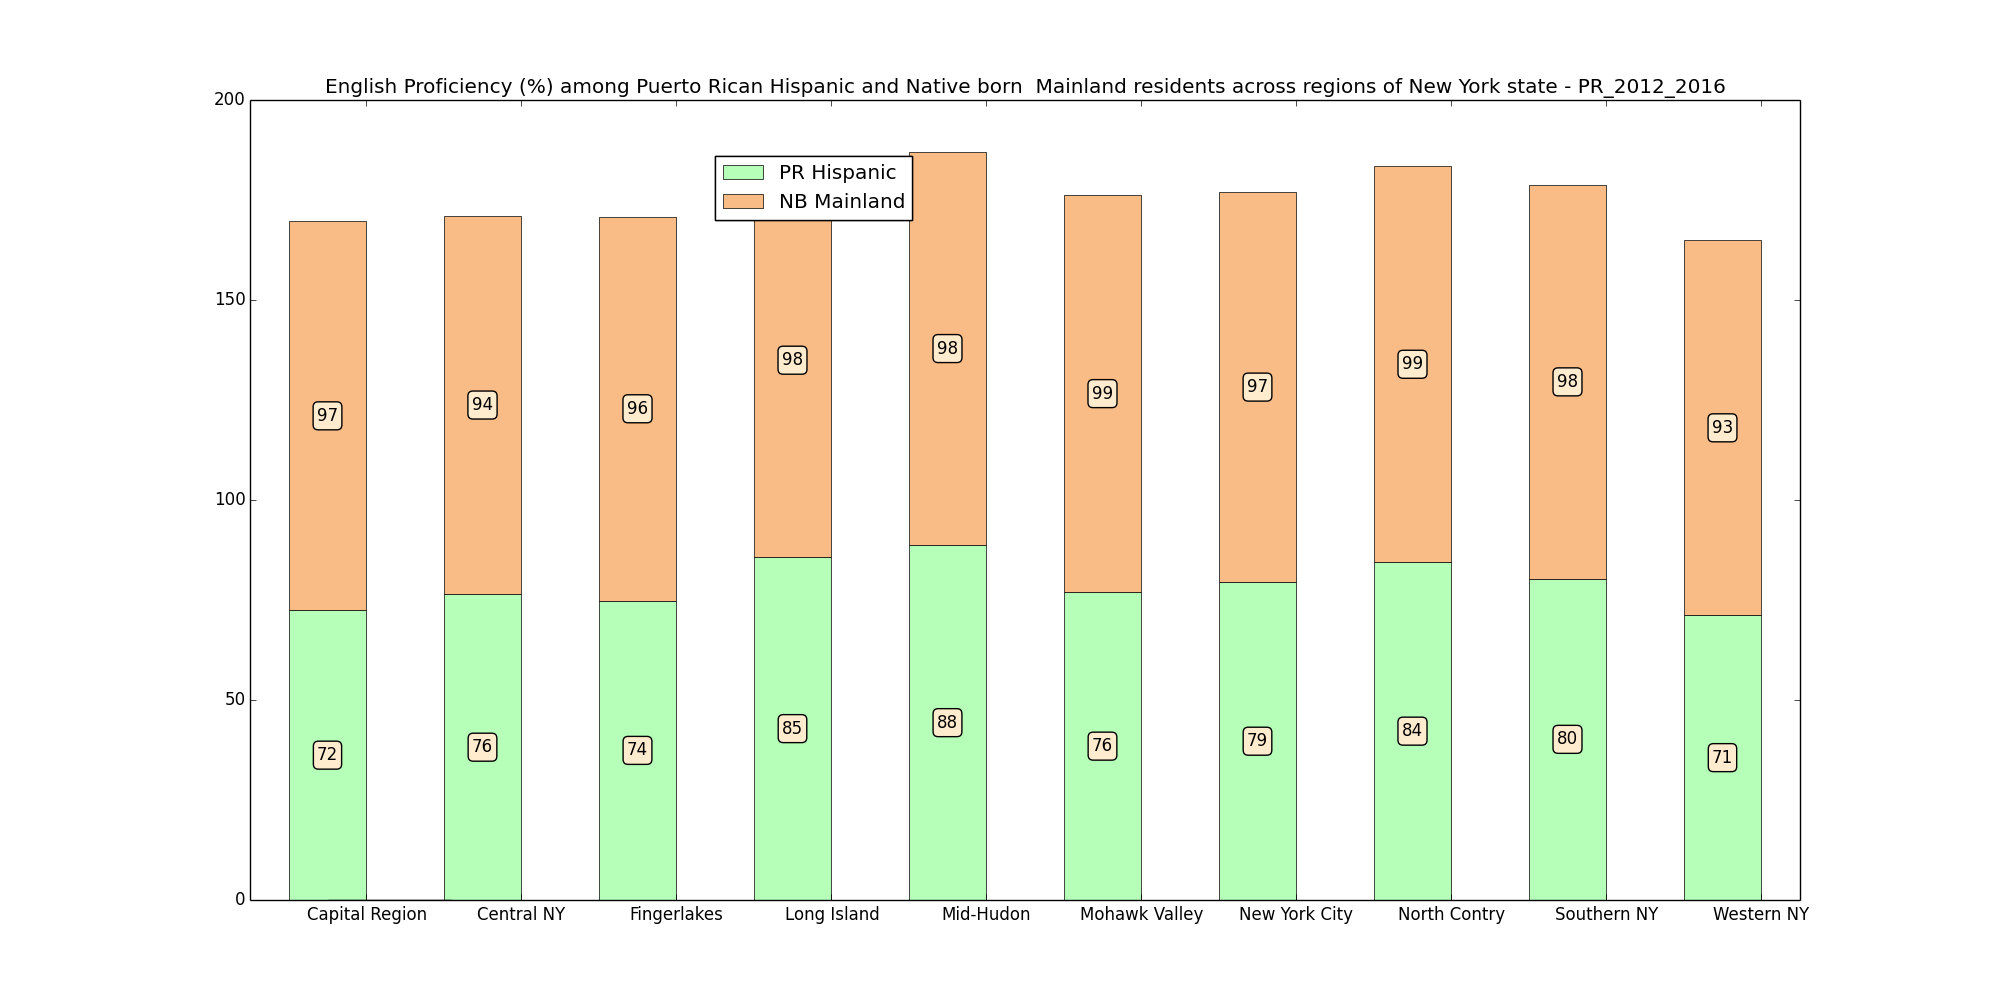 English Proficiency (%) among Puerto Rican Hispanic and Native born  Mainland residents across regions of New York state - PR_2012_2016
200
150
100
50
0
PR Hispanic
NB Mainland
97 94 96 98 98 99 97 99 98 93
72 76 74 85 88 76 79 84 80 71
Capital Region Central NY Fingerlakes Long Island Mid-Hudon Mohawk Valley New York City North Contry Southern NY Western NY